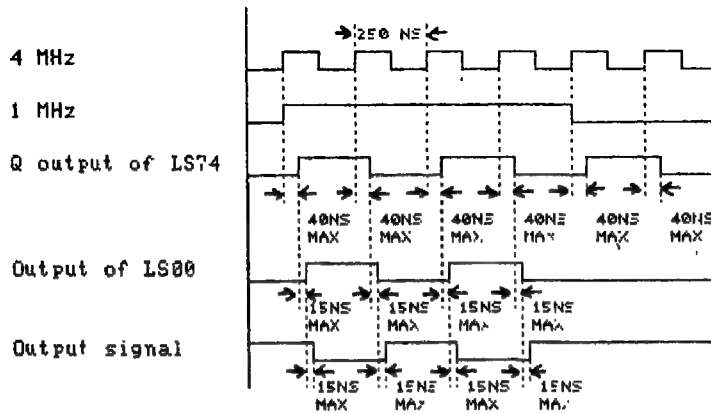 250 NS
4 MHz
1 MHz
Q output of LS74
40NS 40NS 40NS 40NS 40NS 40NS
MAX MAX MAX MAX MAX MAX
Output of LS00
15NS 15NS 15NS 15NS
MAX MAX MAX MAX
Output signal
15NS 15NS 15NS 15NS
MAX MAX MAX MAX